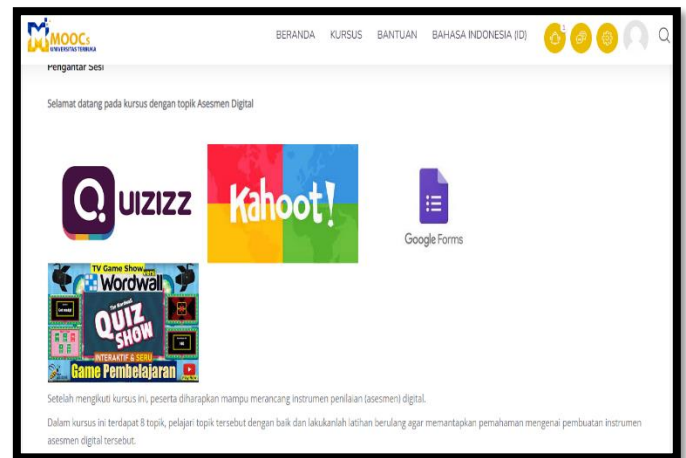 MOOCs
UNIVERSITAS TERBUKA
BERANDA KURSUS BANTUAN BAHASA INDONESIA (ID)
Pengantar Sesi
Selamat datang pada kursus dengan topik Asesmen Digital
QUIZIZZ
Kahoot!
Google Forms
TV Game Show
Wordwall
QUIZ
SHOW
INTERAKTIF & SERU
Game Pembelajaran
Setelah mengikuti kursus ini, peserta diharapkan mampu merancang instrumen penilaian (asesmen) digital.
Dalam kursus ini terdapat 8 topik, pelajari topik tersebut dengan baik dan lakukanlah latihan berulang agar memantapkan pemahaman mengenai pembuatan instrumen
asesmen digital tersebut.